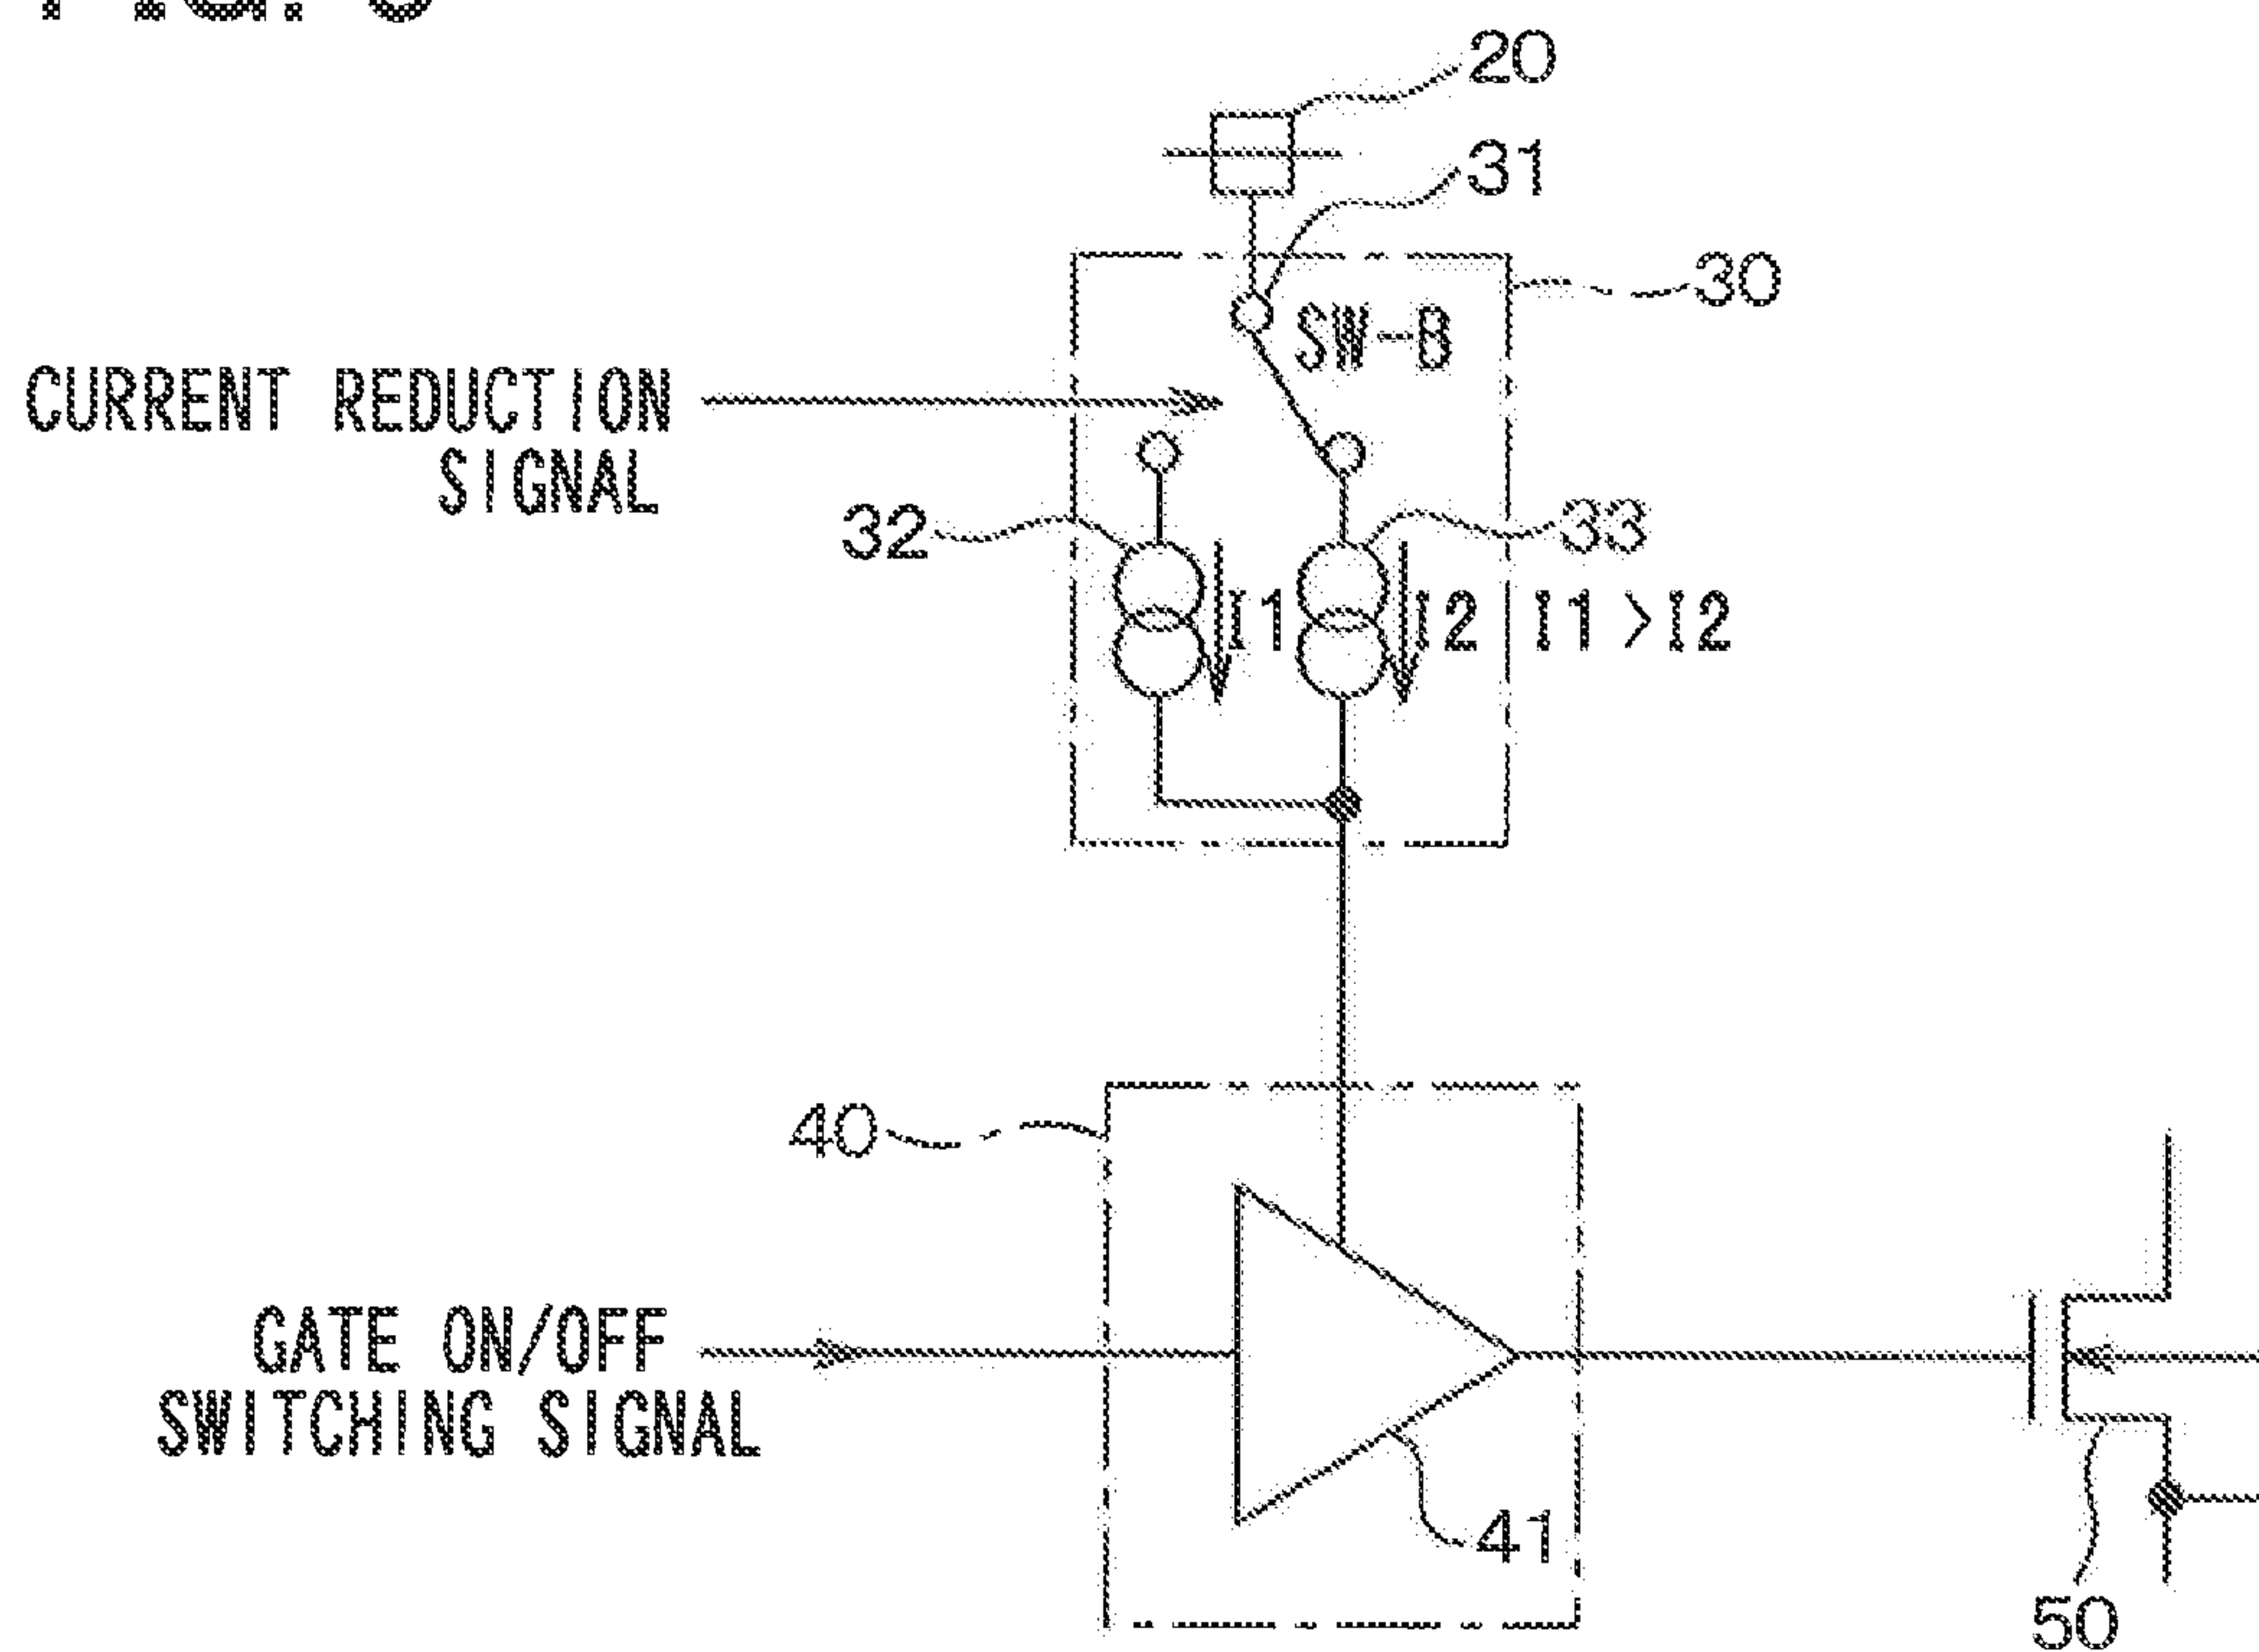 20
31
30
SW-B
CURRENT REDUCTION
SIGNAL
32
33
I1
I2
I1>I2
40
GATE ON/OFF
SWITCHING SIGNAL
41
50